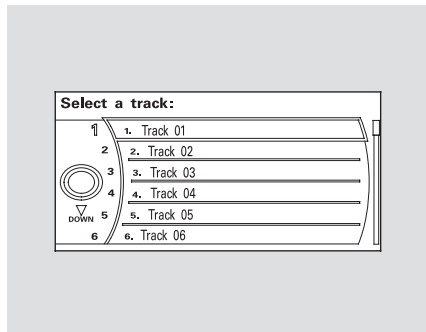 Select a track:
1 1. Track 01
2 2. Track 02
3 3. Track 03
4 4. Track 04
DOWN 5 5. Track 05
6 6. Track 06